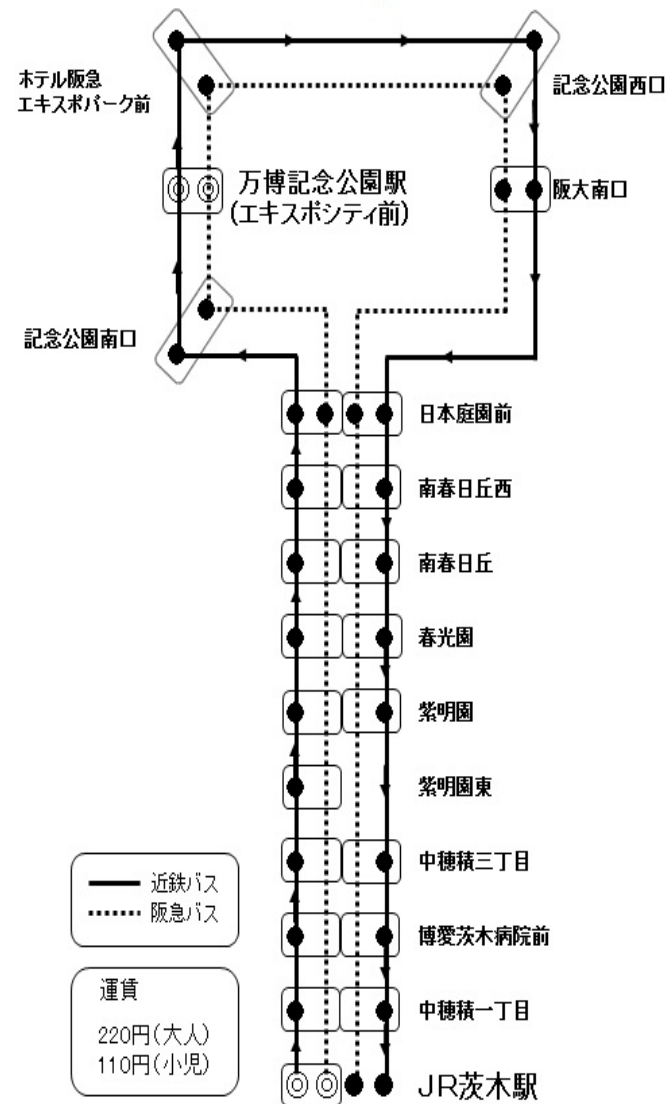 ホテル阪急
エキスポパーク前
記念公園西口
万博記念公園駅
(エキスポシティ前)
阪大南口
記念公園南口
日本庭園前
南春日丘西
南春日丘
春光園
紫明園
紫明園東
中穂積三丁目
博愛茨木病院前
中穂積一丁目
JR茨木駅
近鉄バス
阪急バス
運賃
220円(大人)
110円(小児)